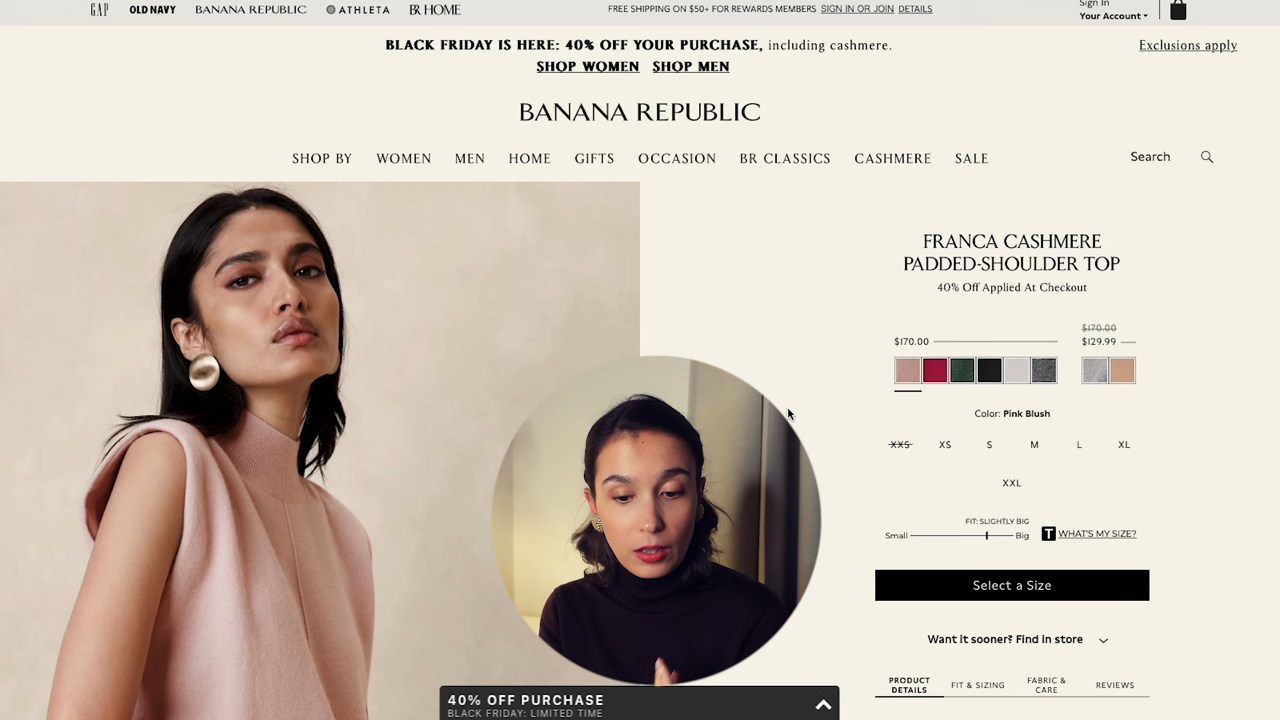 GAP OLD NAVY BANANA REPUBLIC ATHLETA BR HOME FREE SHIPPING ON $50+ FOR REWARDS MEMBERS SIGN IN OR JOIN DETAILS Sign In
Your Account
BLACK FRIDAY IS HERE: 40% OFF YOUR PURCHASE, including cashmere. Exclusions apply
SHOP WOMEN SHOP MEN
BANANA REPUBLIC
SHOP BY WOMEN MEN HOME GIFTS OCCASION BR CLASSICS CASHMERE SALE Search
FRANCA CASHMERE
PADDED-SHOULDER TOP
40% Off Applied At Checkout
$170.00
$170.00 $129.99
Color: Pink Blush
XXS XS S M L XL
XXL
FIT: SLIGHTLY BIG
Small Big T WHAT'S MY SIZE?
Select a Size
Want it sooner? Find in store
PRODUCT DETAILS FIT & SIZING FABRIC & CARE REVIEWS
40% OFF PURCHASE
BLACK FRIDAY: LIMITED TIME